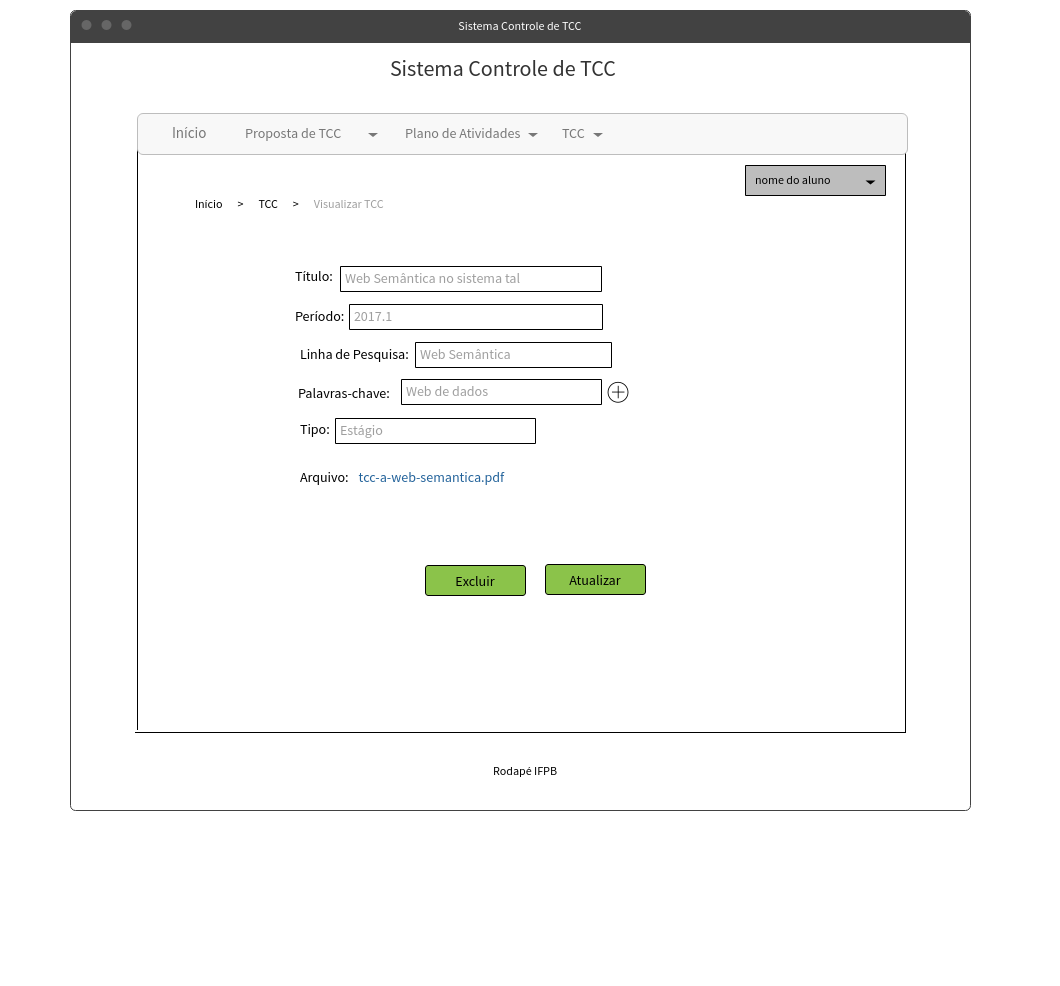 Sistema Controle de TCC
Sistema Controle de TCC
Início Proposta de TCC Plano de Atividades TCC
nome do aluno
Início > TCC > Visualizar TCC
Título: Web Semântica no sistema tal
Período: 2017.1
Linha de Pesquisa: Web Semântica
Palavras-chave: Web de dados
Tipo: Estágio
Arquivo: tcc-a-web-semantica.pdf
Excluir Atualizar
Rodapé IFPB